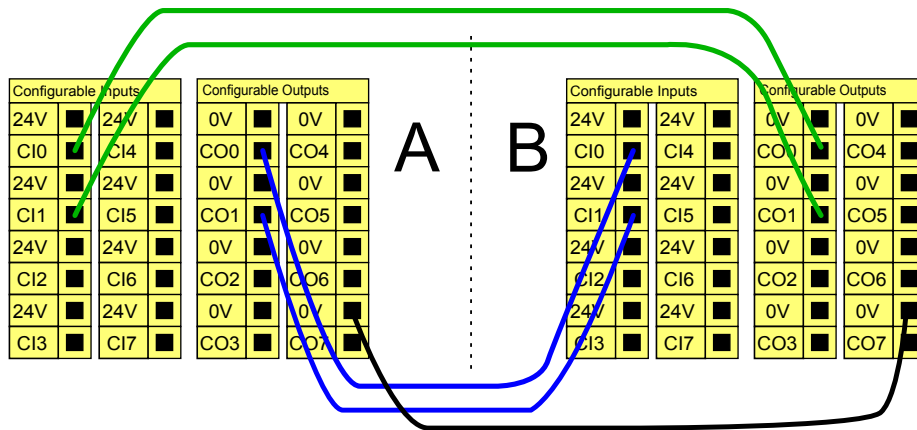 Configurable Inputs
24V 24V
CI0 CI4
24V 24V
CI1 CI5
24V 24V
CI2 CI6
24V 24V
CI3 CI7
Configurable Outputs
0V 0V
CO0 CO4
0V 0V
CO1 CO5
0V 0V
CO2 CO6
0V 0V
CO3 CO7
A
B
Configurable Inputs
24V 24V
CI0 CI4
24V 24V
CI1 CI5
24V 24V
CI2 CI6
24V 24V
CI3 CI7
Configurable Outputs
0V 0V
CO0 CO4
0V 0V
CO1 CO5
0V 0V
CO2 CO6
0V 0V
CO3 CO7